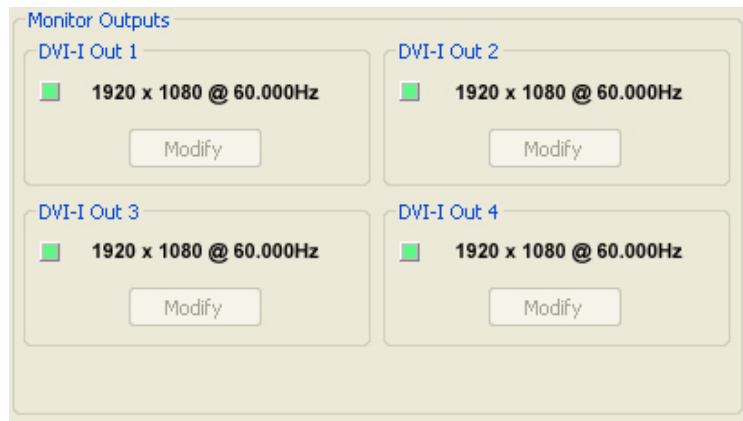 Monitor Outputs
DVI-I Out 1
1920 x 1080 @ 60.000Hz
Modify
DVI-I Out 2
1920 x 1080 @ 60.000Hz
Modify
DVI-I Out 3
1920 x 1080 @ 60.000Hz
Modify
DVI-I Out 4
1920 x 1080 @ 60.000Hz
Modify